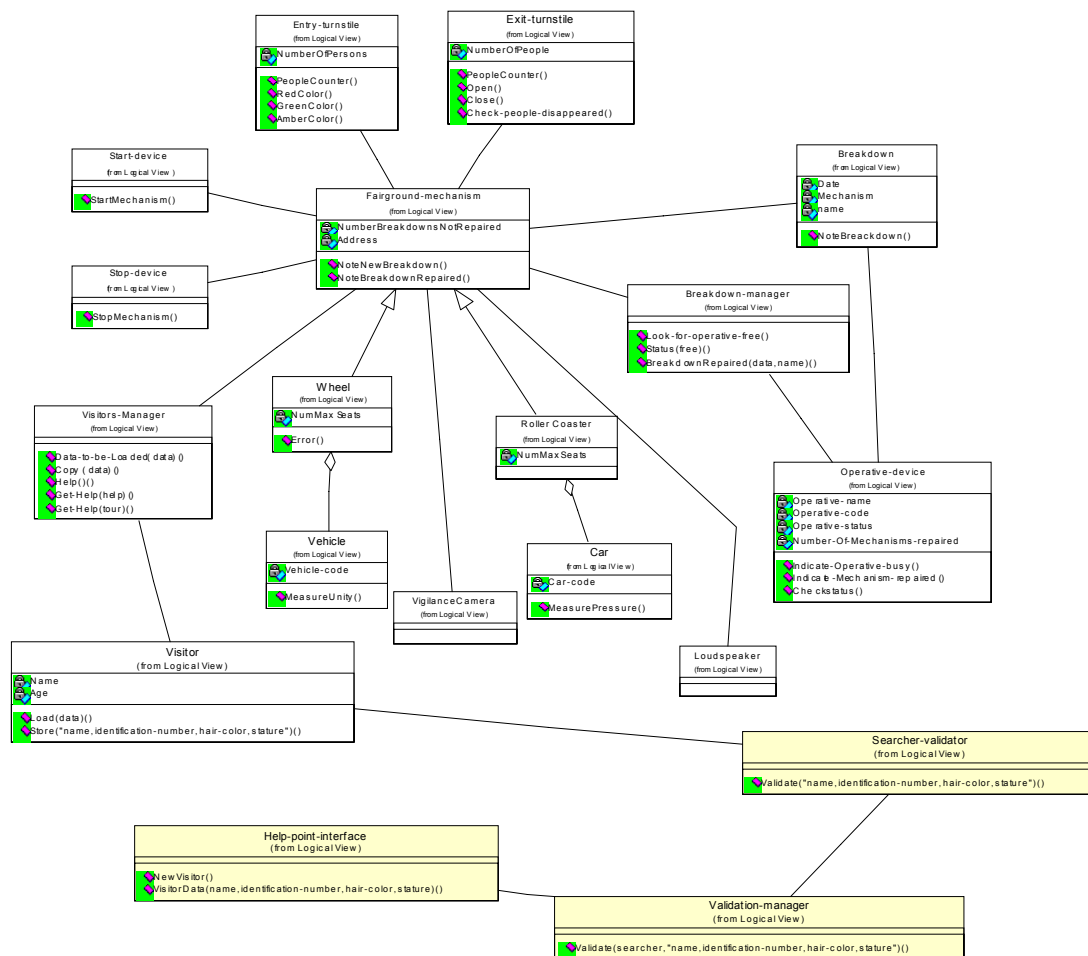 Entry-turnstile
(from Logical View)
NumberOfPersons
PeopleCounter()
RedColor()
GreenColor()
AmberColor()
Exit-turnstile
(from Logical View)
NumberOfPeople
PeopleCounter()
Open()
Close()
Check-people-disappeared()
Start-device
(from Logical View)
StartMechanism()
Fairground-mechanism
(from Logical View)
NumberBreakdownsNotRepaired
Address
NoteNewBreakdown()
NoteBreakdownRepaired()
Breakdown
(from Logical View)
Date
Mechanism
name
NoteBreackdown()
Stop-device
(from Logical View)
StopMechanism()
Breakdown-manager
(from Logical View)
Look-for-operative-free()
Status(free)()
BreakdownRepaired(data,name)()
Visitors-Manager
(from Logical View)
Data-to-be-Loaded(data)()
Copy (data)()
Help()()
Get-Help(help)()
Get-Help(tour)()
Wheel
(from Logical View)
NumMaxSeats
Error()
Roller Coaster
(from Logical View)
NumMaxSeats
Operative-device
(from Logical View)
Operative-name
Operative-code
Operative-status
Number-Of-Mechanisms-repaired
Indicate-Operative-busy()
Indicate-Mechanism-repaired()
Checkstatus()
Vehicle
(from Logical View)
Vehicle-code
MeasureUnity()
VigilanceCamera
(from Logical View)
Car
(from Logical View)
Car-code
MeasurePressure()
Loudspeaker
(from Logical View)
Visitor
(from Logical View)
Name
Age
Load(data)()
Store("name,identification-number,hair-color,stature")()
Searcher-validator
(from Logical View)
Validate("name,identification-number,hair-color,stature")()
Help-point-interface
(from Logical View)
NewVisitor()
VisitorData(name,identification-number,hair-color,stature)()
Validation-manager
(from Logical View)
Validate(searcher,"name,identification-number,hair-color,stature")()